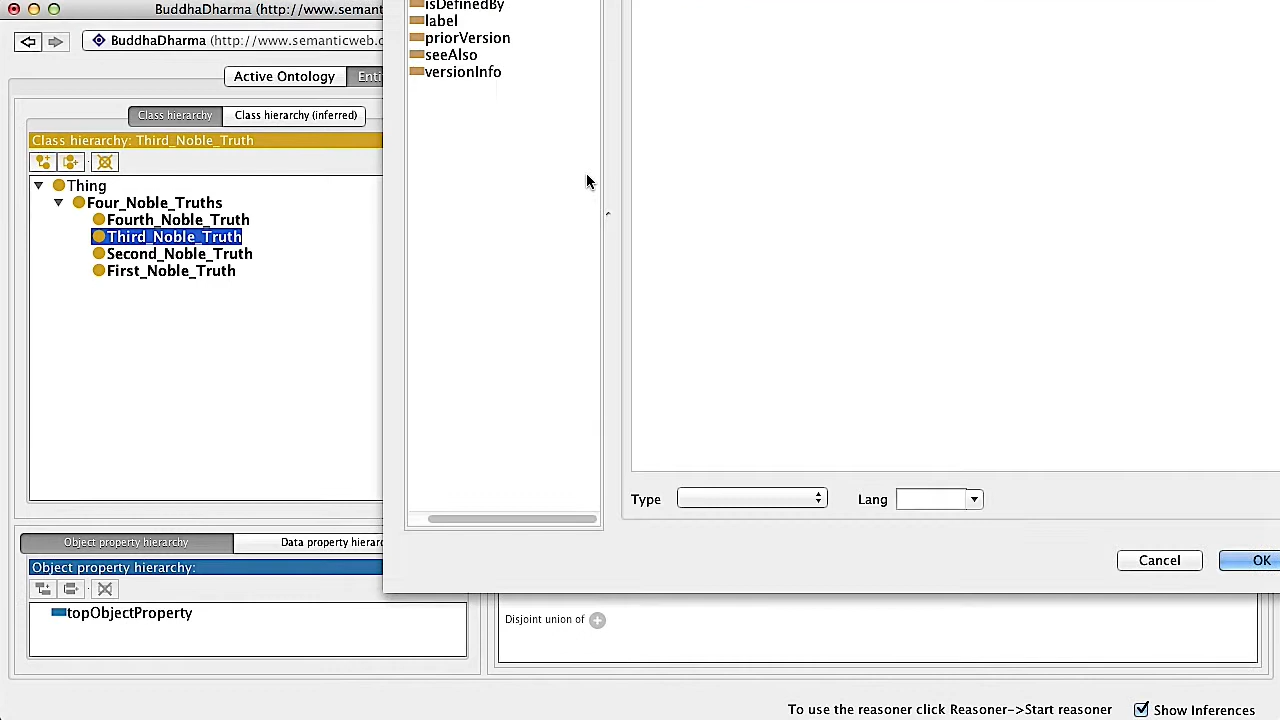 BuddhaDharma (http://www.semant
BuddhaDharma (http://www.semanticweb.c
Active Ontology
Enti
Class hierarchy
Class hierarchy (inferred)
Class hierarchy: Third_Noble_Truth
Thing
Four_Noble_Truths
Fourth_Noble_Truth
Third_Noble_Truth
Second_Noble_Truth
First_Noble_Truth
Object property hierarchy
Data property hierar
Object property hierarchy:
topObjectProperty
isDefinedBy
label
priorVersion
seeAlso
versionInfo
Type
Lang
Cancel
OK
Disjoint union of
To use the reasoner click Reasoner->Start reasoner
Show Inferences